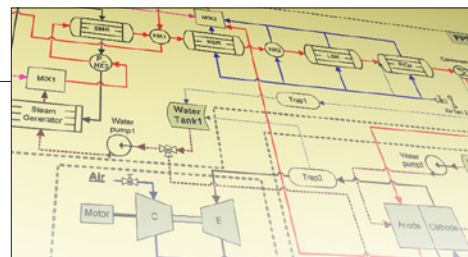 MIX2
SMR
HX1
HSR
HX2
LSR
PROX
MIX1
HX3
Steam
Generator
Water
pump1
Water
Tank1
Trap1
Trap2
Water
pump2
Air
Motor
C
E
Anode
Cathode